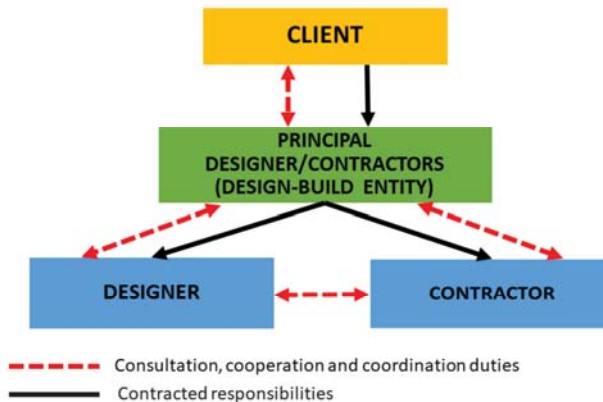 CLIENT
PRINCIPAL
DESIGNER/CONTRACTORS
(DESIGN-BUILD ENTITY)
DESIGNER
CONTRACTOR
Consultation, cooperation and coordination duties
Contracted responsibilities